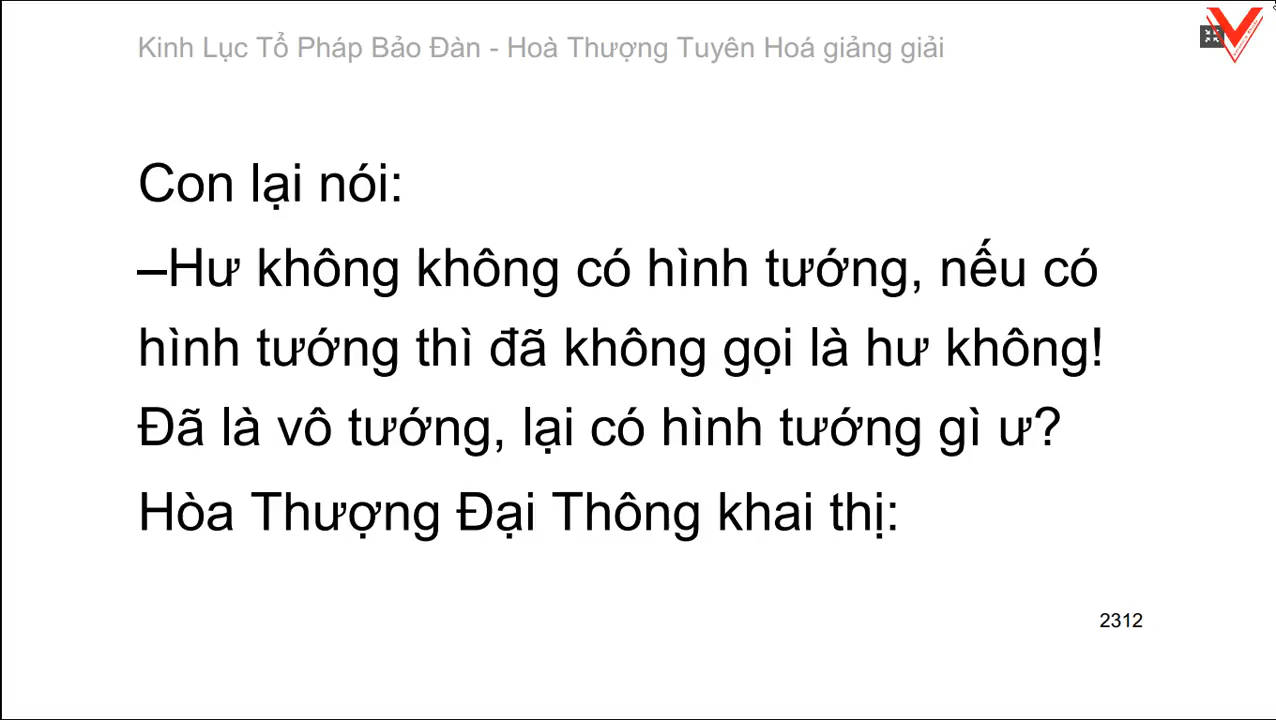 Kinh Lục Tổ Pháp Bảo Đàn - Hoà Thượng Tuyên Hoá giảng giải
Con lại nói:
–Hư không không có hình tướng, nếu có
hình tướng thì đã không gọi là hư không!
Đã là vô tướng, lại có hình tướng gì ư?
Hòa Thượng Đại Thông khai thị:
2312